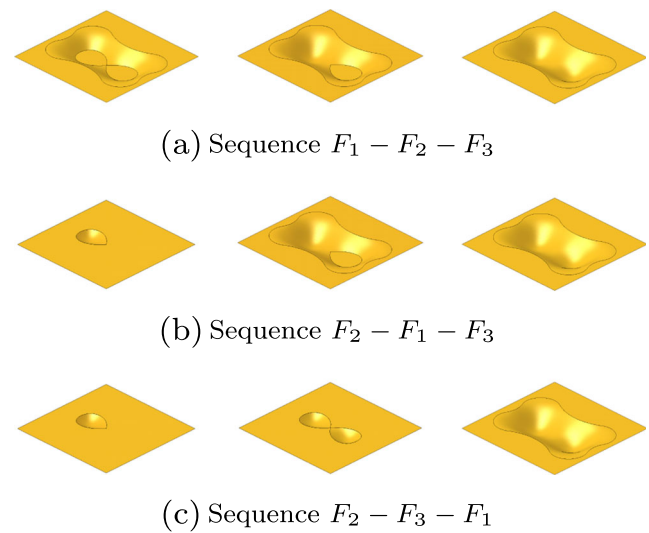 (a) Sequence F₁ − F₂ − F₃
(b) Sequence F₂ − F₁ − F₃
(c) Sequence F₂ − F₃ − F₁